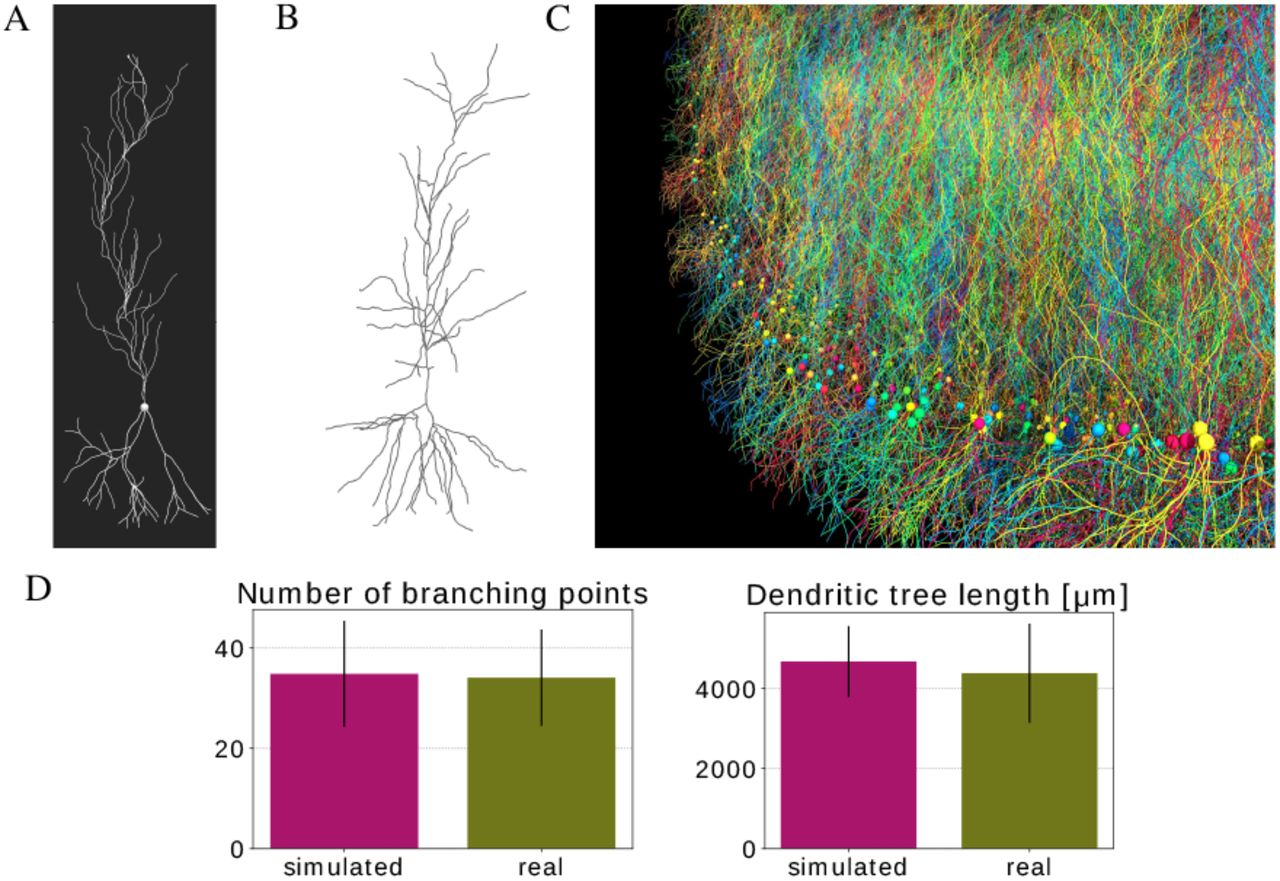 A
B
C
D
Number of branching points
40
20
0
simulated
real
Dendritic tree length [µm]
4000
2000
0
simulated
real